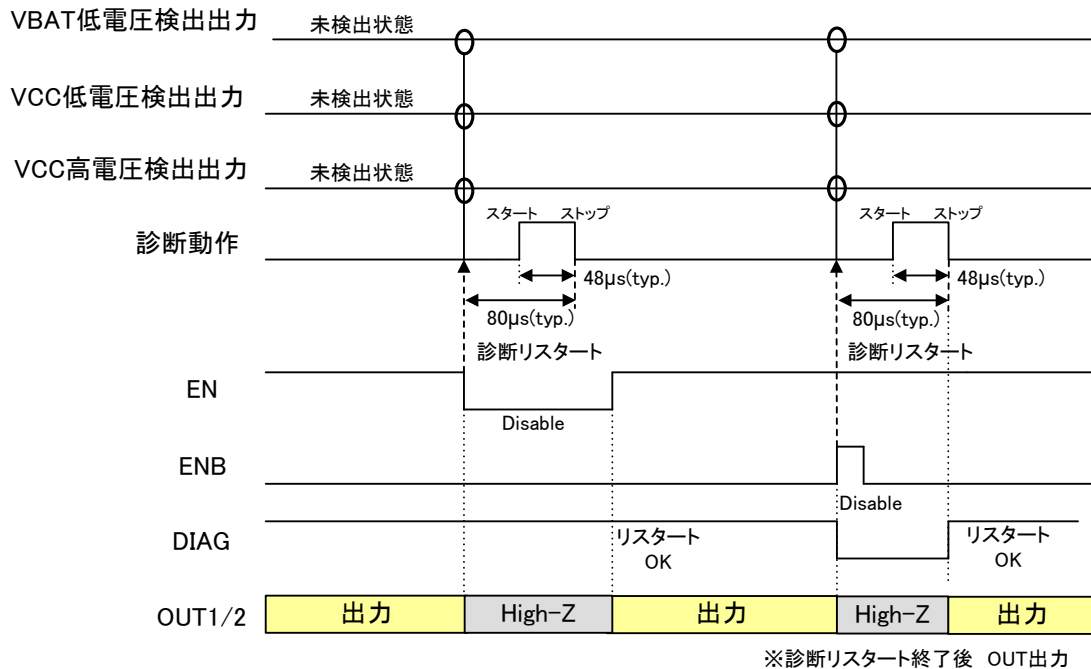 VBAT低電圧検出出力
未検出状態
VCC低電圧検出出力
未検出状態
VCC高電圧検出出力
未検出状態
スタート ストップ
スタート ストップ
診断動作
48µs(typ.)
48µs(typ.)
80µs(typ.)
80µs(typ.)
診断リスタート
診断リスタート
EN
Disable
ENB
Disable
DIAG
リスタート
OK
リスタート
OK
OUT1/2
出力
High-Z
出力
High-Z
出力
※診断リスタート終了後 OUT出力